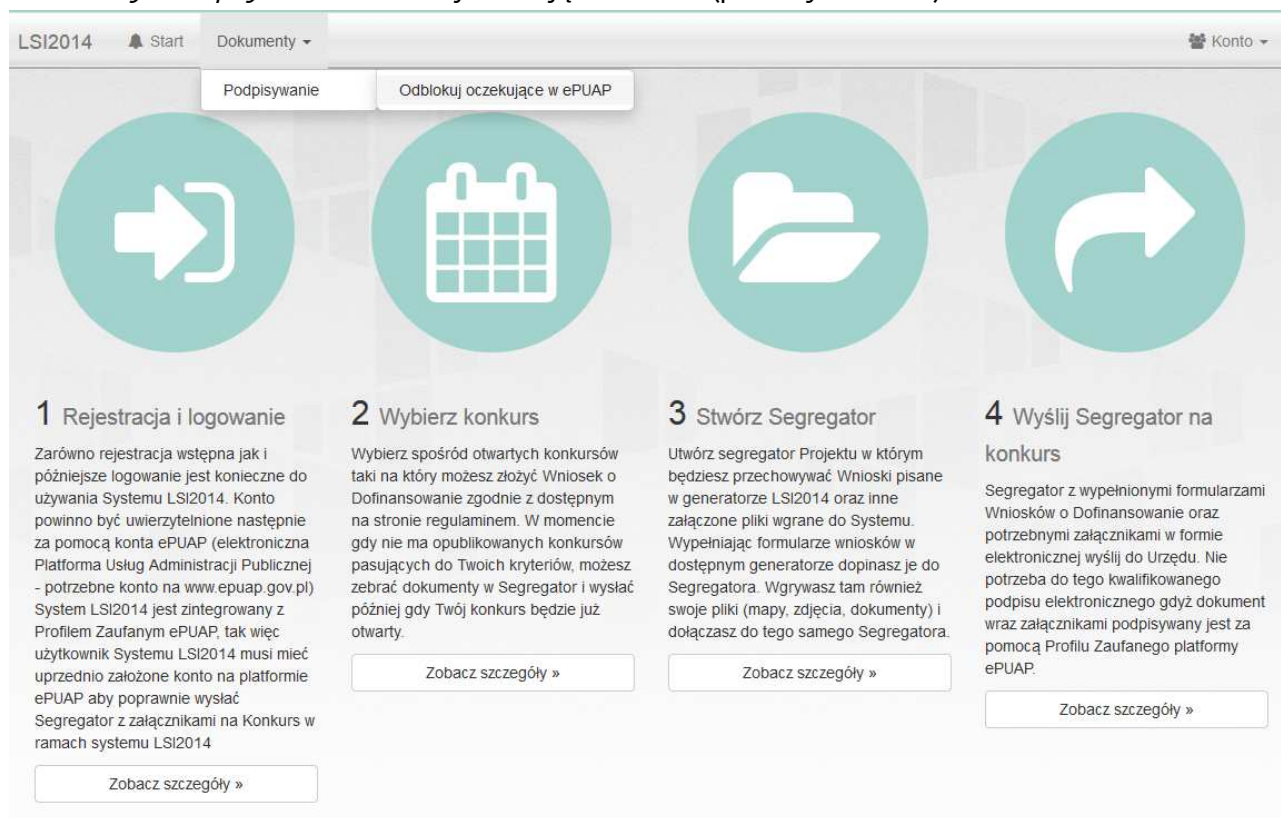 LSI2014 Start Dokumenty Konto
Podpisywanie Odblokuj oczekujące w ePUAP
1 Rejestracja i logowanie
Zarówno rejestracja wstępna jak i
późniejsze logowanie jest konieczne do
używania Systemu LSI2014. Konto
powinno być uwierzytelnione następnie
za pomocą konta ePUAP (elektroniczna
Platforma Usług Administracji Publicznej
- potrzebne konto na www.epuap.gov.pl)
System LSI2014 jest zintegrowany z
Profilem Zaufanym ePUAP, tak więc
użytkownik Systemu LSI2014 musi mieć
uprzednio założone konto na platformie
ePUAP aby poprawnie wysłać
Segregator z załącznikami na Konkurs w
ramach systemu LSI2014
Zobacz szczegóły »
2 Wybierz konkurs
Wybierz spośród otwartych konkursów
taki na który możesz złożyć Wniosek o
Dofinansowanie zgodnie z dostępnym
na stronie regulaminem. W momencie
gdy nie ma opublikowanych konkursów
pasujących do Twoich kryteriów, możesz
zebrać dokumenty w Segregator i wysłać
później gdy Twój konkurs będzie już
otwarty.
Zobacz szczegóły »
3 Stwórz Segregator
Utwórz segregator Projektu w którym
będziesz przechowywać Wnioski pisane
w generatorze LSI2014 oraz inne
załączone pliki wgrane do Systemu.
Wypełniając formularze wniosków w
dostępnym generatorze dopinasz je do
Segregatora. Wgrywasz tam również
swoje pliki (mapy, zdjęcia, dokumenty) i
dołączasz do tego samego Segregatora.
Zobacz szczegóły »
4 Wyślij Segregator na
konkurs
Segregator z wypełnionymi formularzami
Wniosków o Dofinansowanie oraz
potrzebnymi załącznikami w formie
elektronicznej wyślij do Urzędu. Nie
potrzeba do tego kwalifikowanego
podpisu elektronicznego gdyż dokument
wraz załącznikami podpisywany jest za
pomocą Profilu Zaufanego platformy
ePUAP.
Zobacz szczegóły »